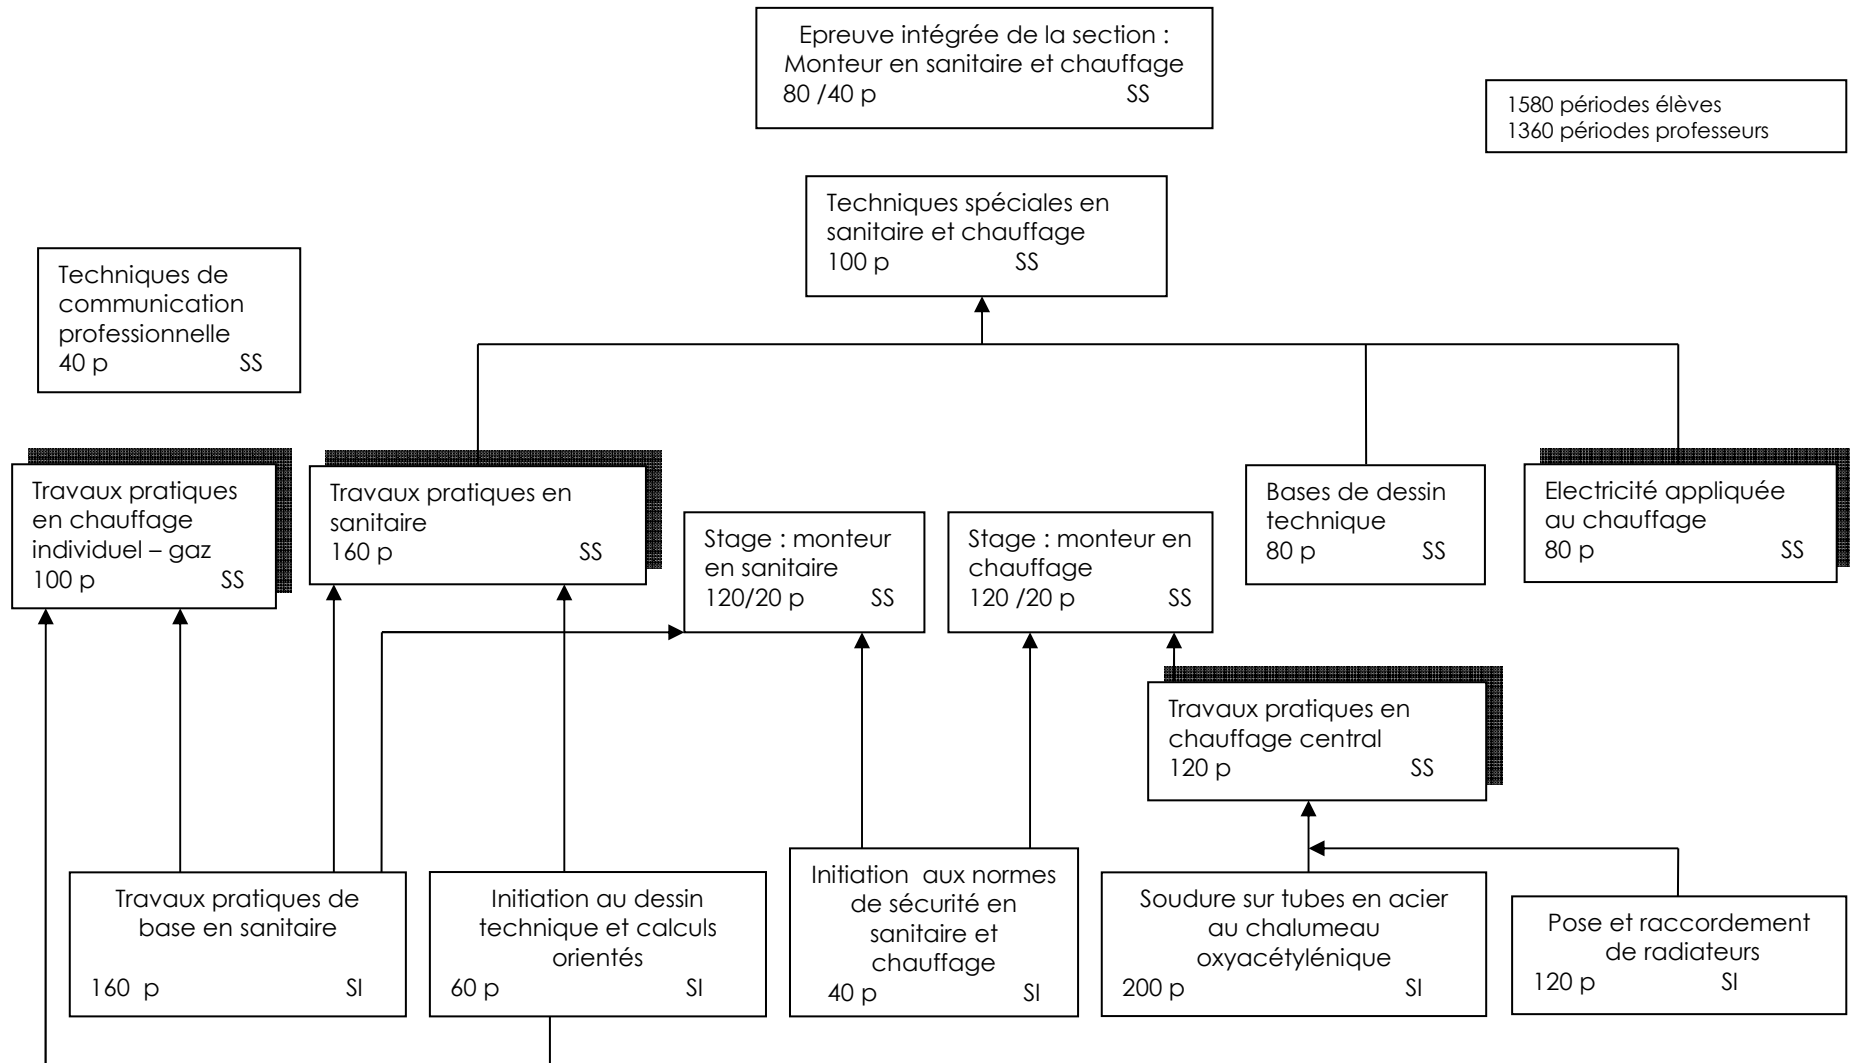 Epreuve intégrée de la section :
Monteur en sanitaire et chauffage
80 /40 p SS
1580 périodes élèves
1360 périodes professeurs
Techniques spéciales en
sanitaire et chauffage
100 p SS
Techniques de
communication
professionnelle
40 p SS
Travaux pratiques
en chauffage
individuel – gaz
100 p SS
Travaux pratiques en
sanitaire
160 p SS
Stage : monteur
en sanitaire
120/20 p SS
Stage : monteur en
chauffage
120 /20 p SS
Bases de dessin
technique
80 p SS
Electricité appliquée
au chauffage
80 p SS
Travaux pratiques en
chauffage central
120 p SS
Travaux pratiques de
base en sanitaire
160 p SI
Initiation au dessin
technique et calculs
orientés
60 p SI
Initiation aux normes
de sécurité en
sanitaire et
chauffage
40 p SI
Soudure sur tubes en acier
au chalumeau
oxyacétylénique
200 p SI
Pose et raccordement
de radiateurs
120 p SI